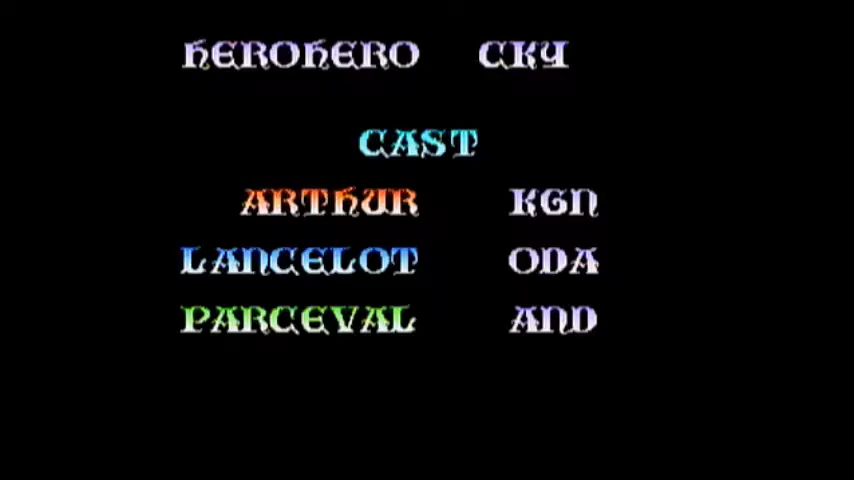 HEROHERO CKY
CAST
ARTHUR KGN
LANCELOT ODA
PARCEVAL AND